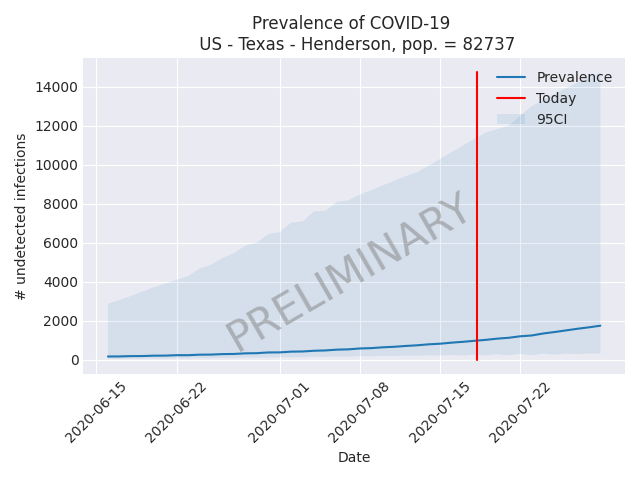 Prevalence of COVID-19
US - Texas - Henderson, pop. = 82737
14000
12000
10000
8000
6000
4000
2000
0
# undetected infections
Prevalence
Today
95CI
PRELIMINARY
2020-06-15
2020-06-22
2020-07-01
2020-07-08
2020-07-15
2020-07-22
Date